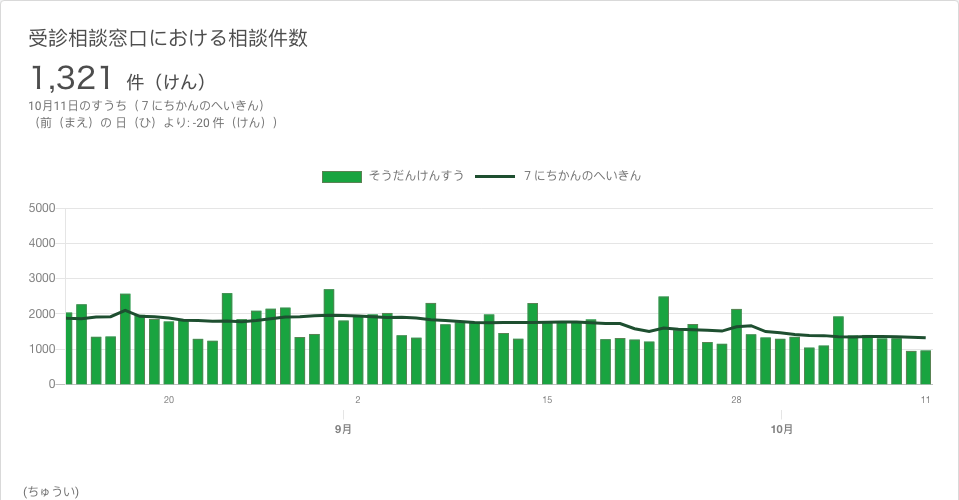 受診相談窓口における相談件数
1,321 件（けん）
10月11日のすうち（７にちかんのへいきん）
（前（まえ）の 日（ひ）より: -20 件（けん））
そうだんけんすう ７にちかんのへいきん
5000
4000
3000
2000
1000
0
20 2 15 28 11
9月 10月
(ちゅうい)